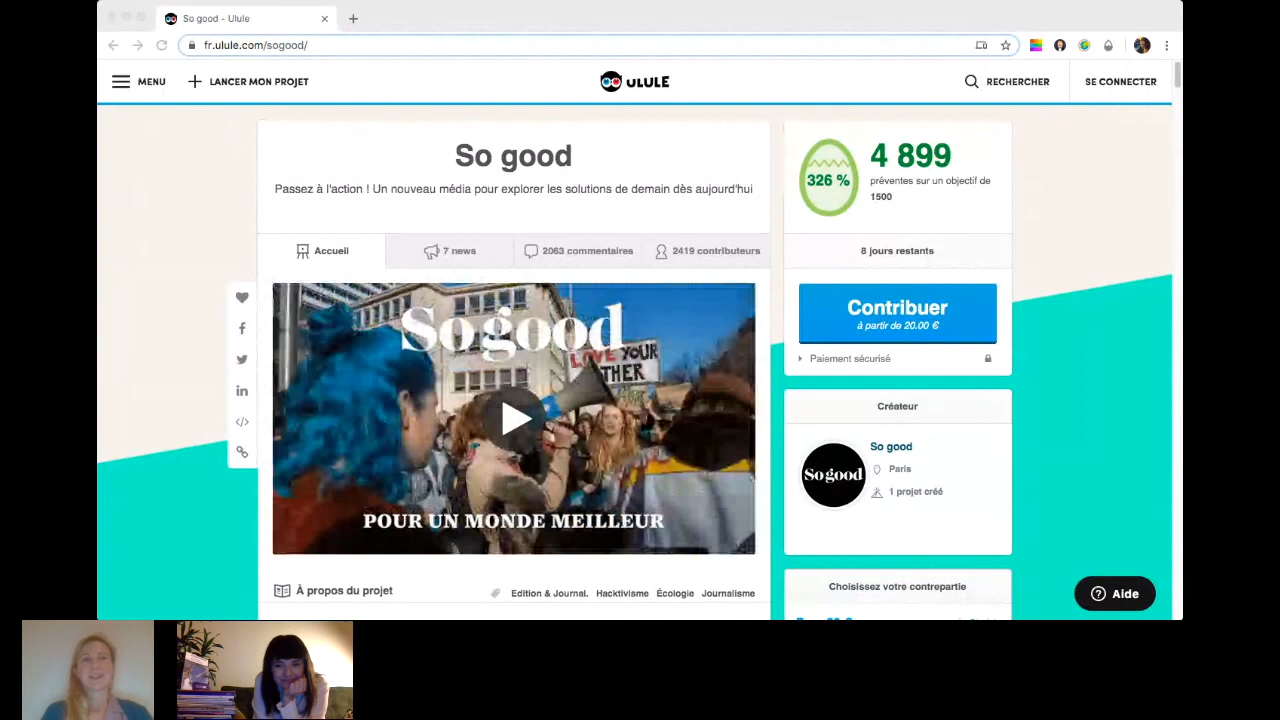 So good - Ulule
fr.ulule.com/sogood/
MENU
LANCER MON PROJET
ULULE
RECHERCHER
SE CONNECTER
So good
Passez à l'action ! Un nouveau média pour explorer les solutions de demain dès aujourd'hui
Accueil
7 news
2063 commentaires
2419 contributeurs
So good
LOVE YOUR
POUR UN MONDE MEILLEUR
À propos du projet
Edition & Journal. Hacktivisme Écologie Journalisme
326 %
4 899
préventes sur un objectif de
1500
8 jours restants
Contribuer
à partir de 20.00 €
Paiement sécurisé
Créateur
So good
So good
Paris
1 projet créé
Choisissez votre contrepartie
Aide